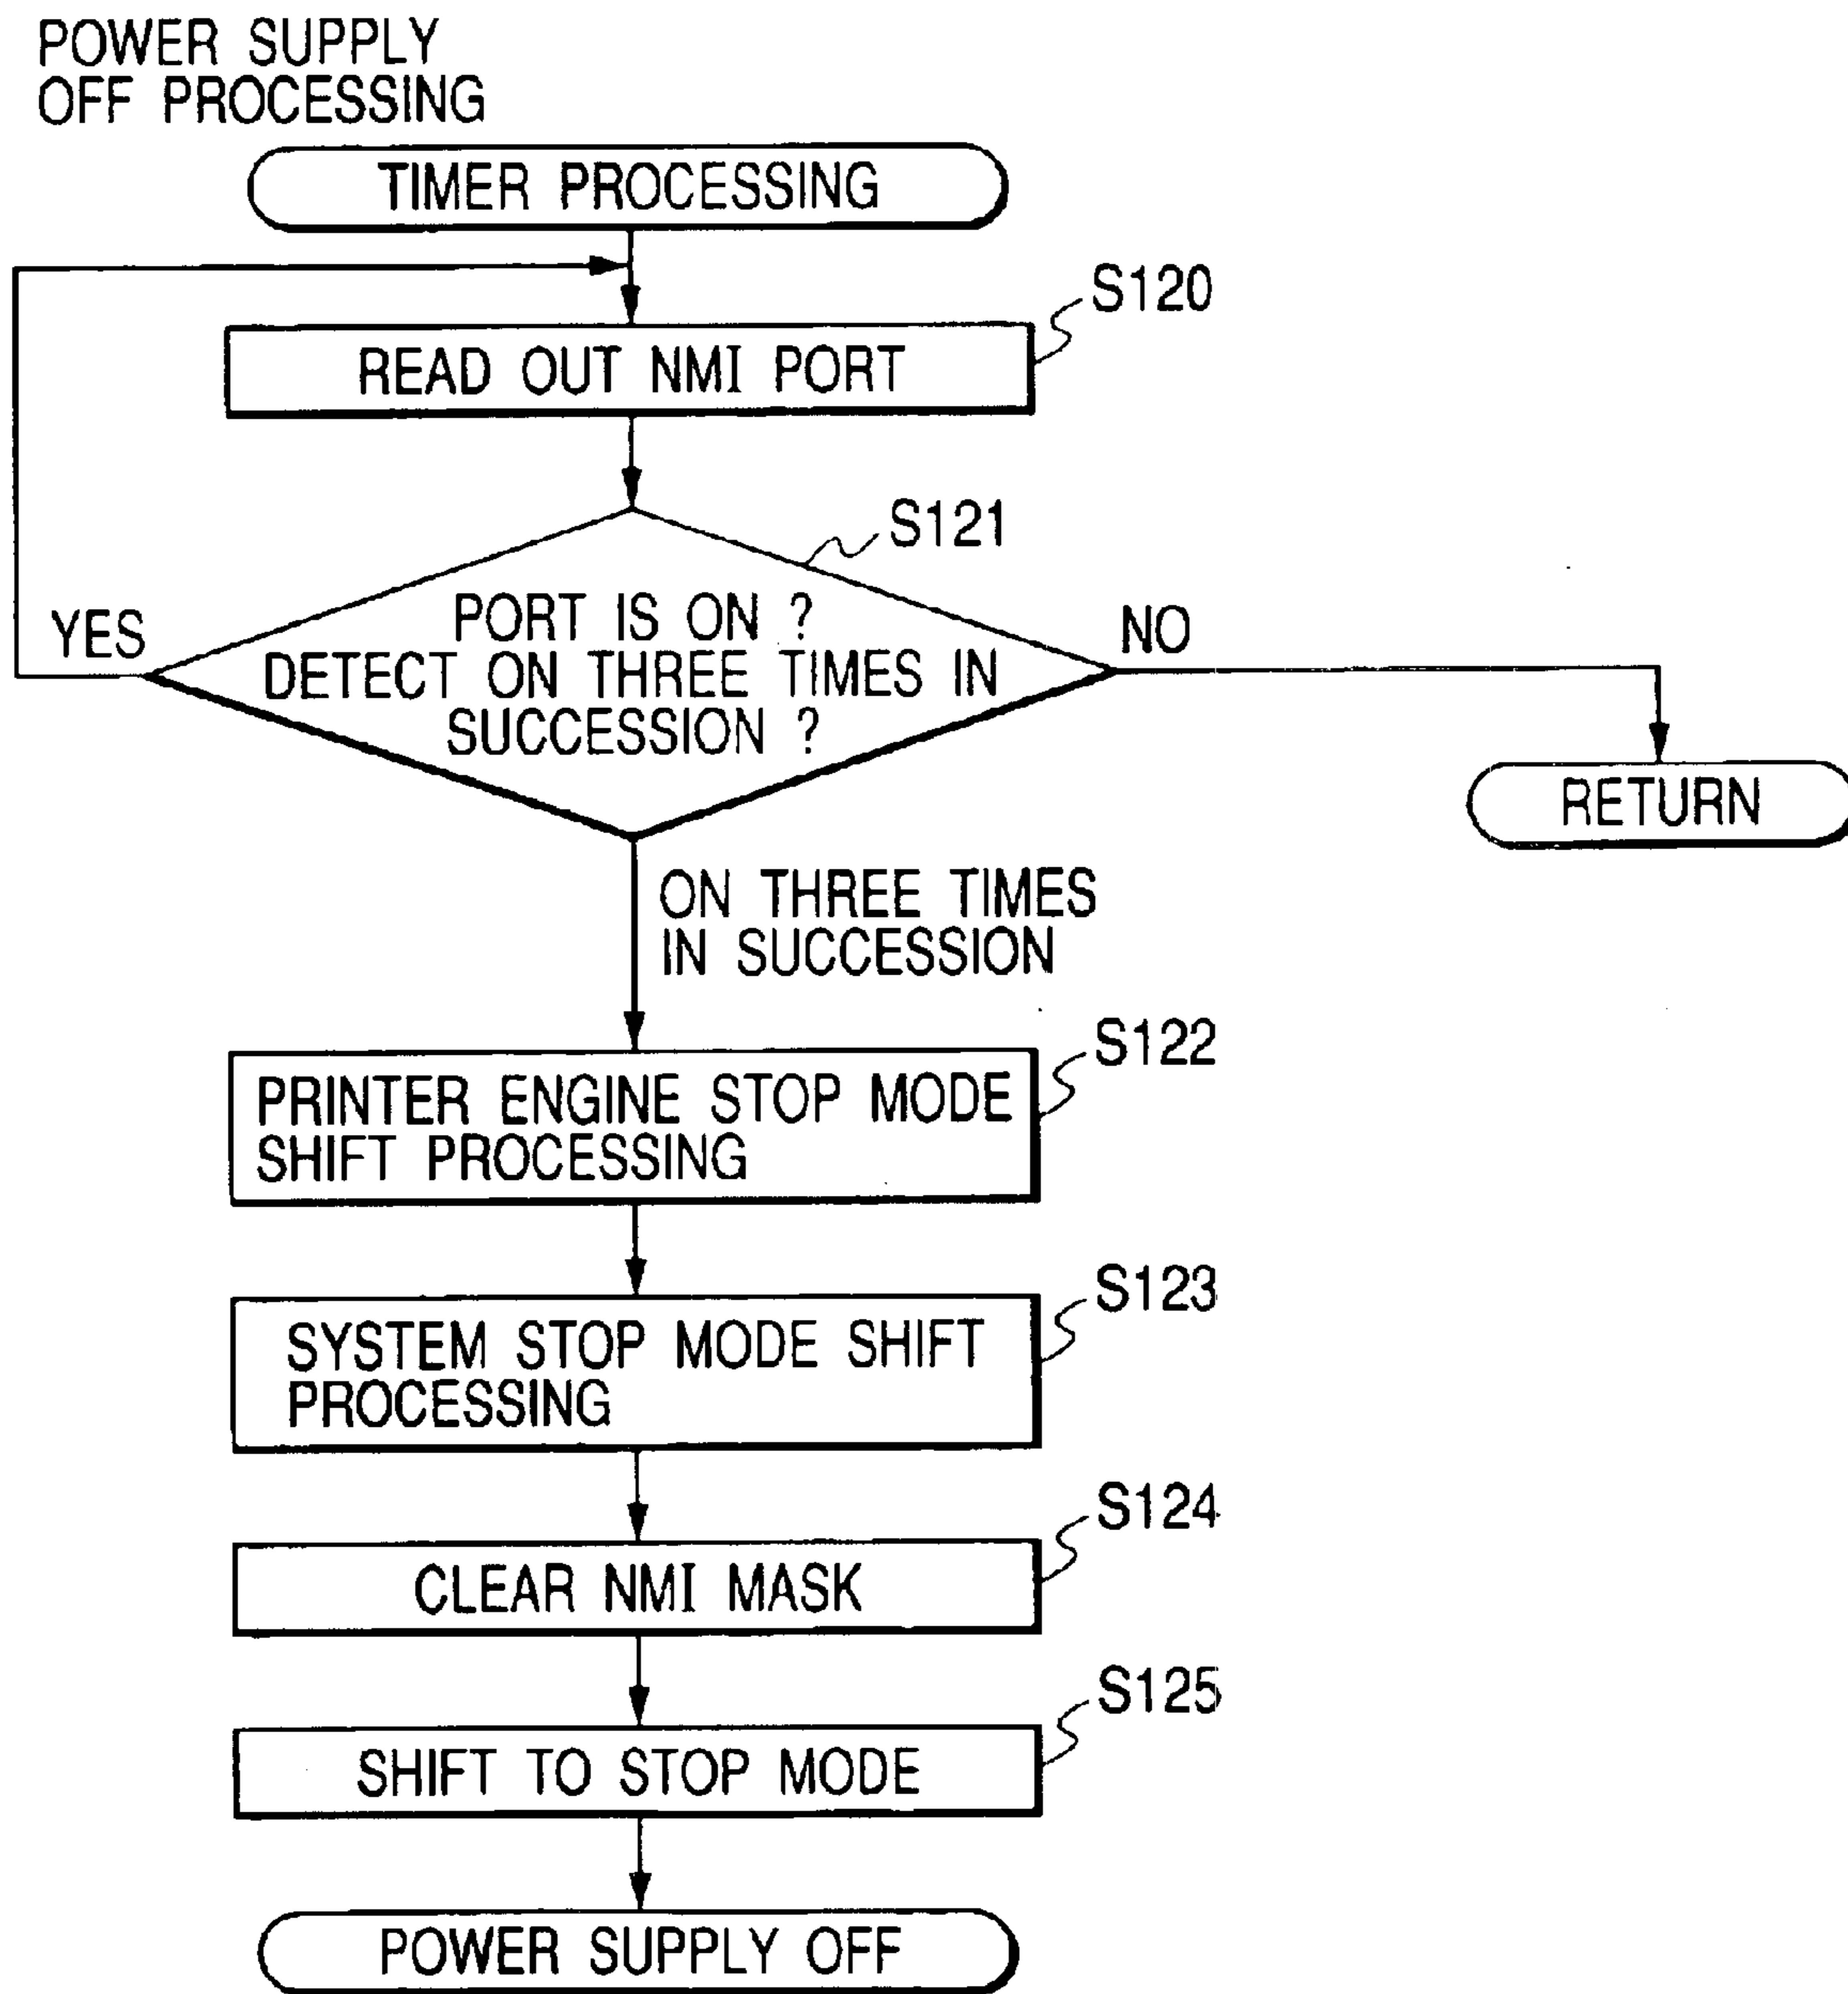 POWER SUPPLY
OFF PROCESSING
TIMER PROCESSING
S120
READ OUT NMI PORT
S121
PORT IS ON ?
DETECT ON THREE TIMES IN
SUCCESSION ?
YES
NO
RETURN
ON THREE TIMES
IN SUCCESSION
S122
PRINTER ENGINE STOP MODE
SHIFT PROCESSING
S123
SYSTEM STOP MODE SHIFT
PROCESSING
S124
CLEAR NMI MASK
S125
SHIFT TO STOP MODE
POWER SUPPLY OFF